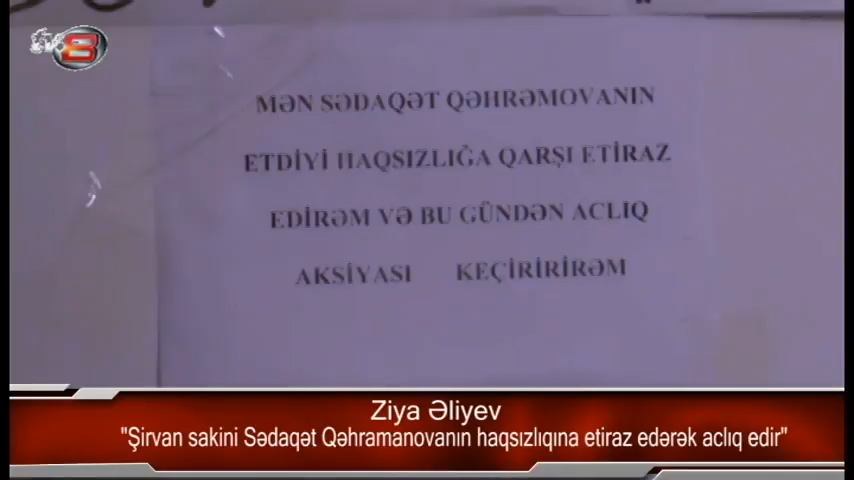 8
MƏN SƏDAQƏT QƏHRƏMOVANIN
ETDİYİ HAQSIZLIĞA QARŞI ETİRAZ
EDİRƏM VƏ BU GÜNDƏN ACLIQ
AKSİYASI KEÇİRİRİRƏM
Ziya Əliyev
"Şirvan sakini Sədaqət Qəhramanovanın haqsızlıqına etiraz edərək aclıq edir"